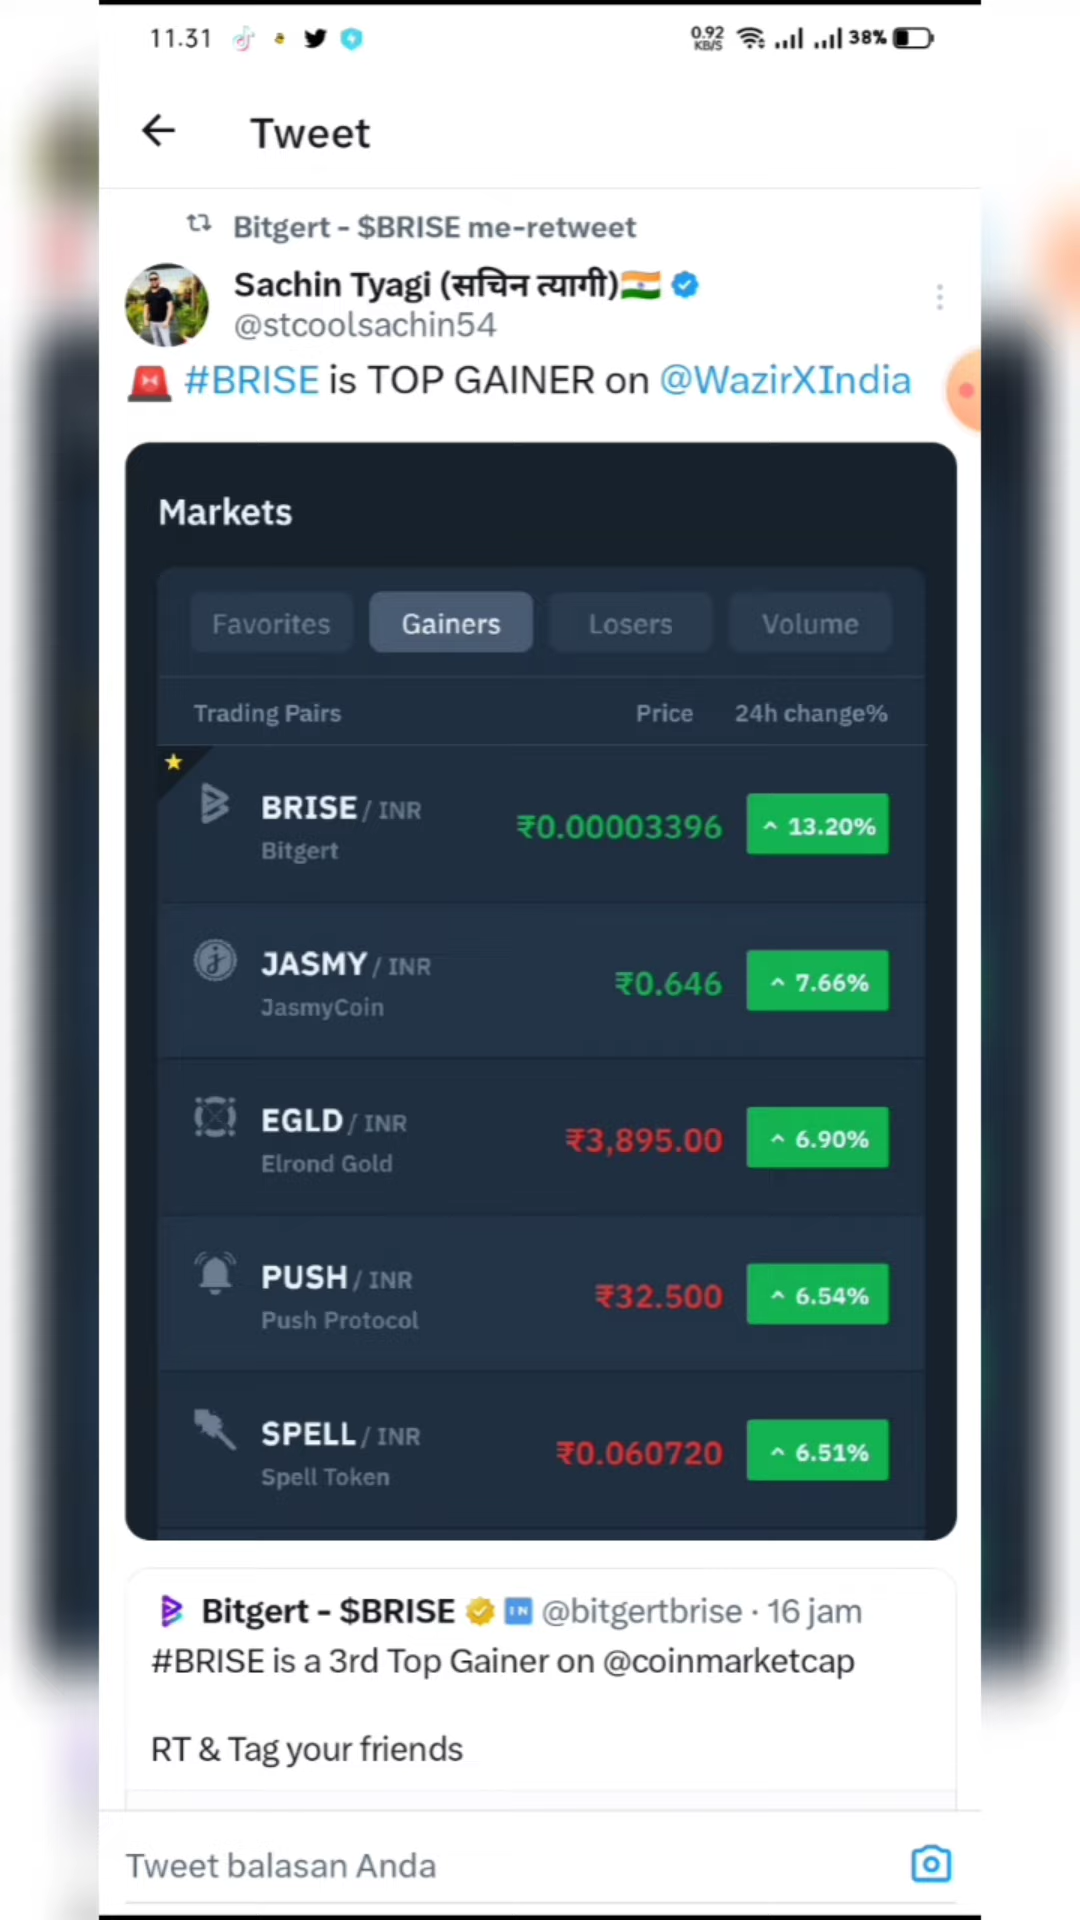 11.31
0.92
KB/S
38%
Tweet
Bitgert - $BRISE me-retweet
Sachin Tyagi (सचिन त्यागी)🇮🇳
@stcoolsachin54
🚨 #BRISE is TOP GAINER on @WazirXIndia
Markets
Favorites Gainers Losers Volume
Trading Pairs Price 24h change%
BRISE / INR ₹0.00003396 ^ 13.20%
Bitgert
JASMY / INR ₹0.646 ^ 7.66%
JasmyCoin
EGLD / INR ₹3,895.00 ^ 6.90%
Elrond Gold
PUSH / INR ₹32.500 ^ 6.54%
Push Protocol
SPELL / INR ₹0.060720 ^ 6.51%
Spell Token
Bitgert - $BRISE @bitgertbrise · 16 jam
#BRISE is a 3rd Top Gainer on @coinmarketcap
RT & Tag your friends
Tweet balasan Anda